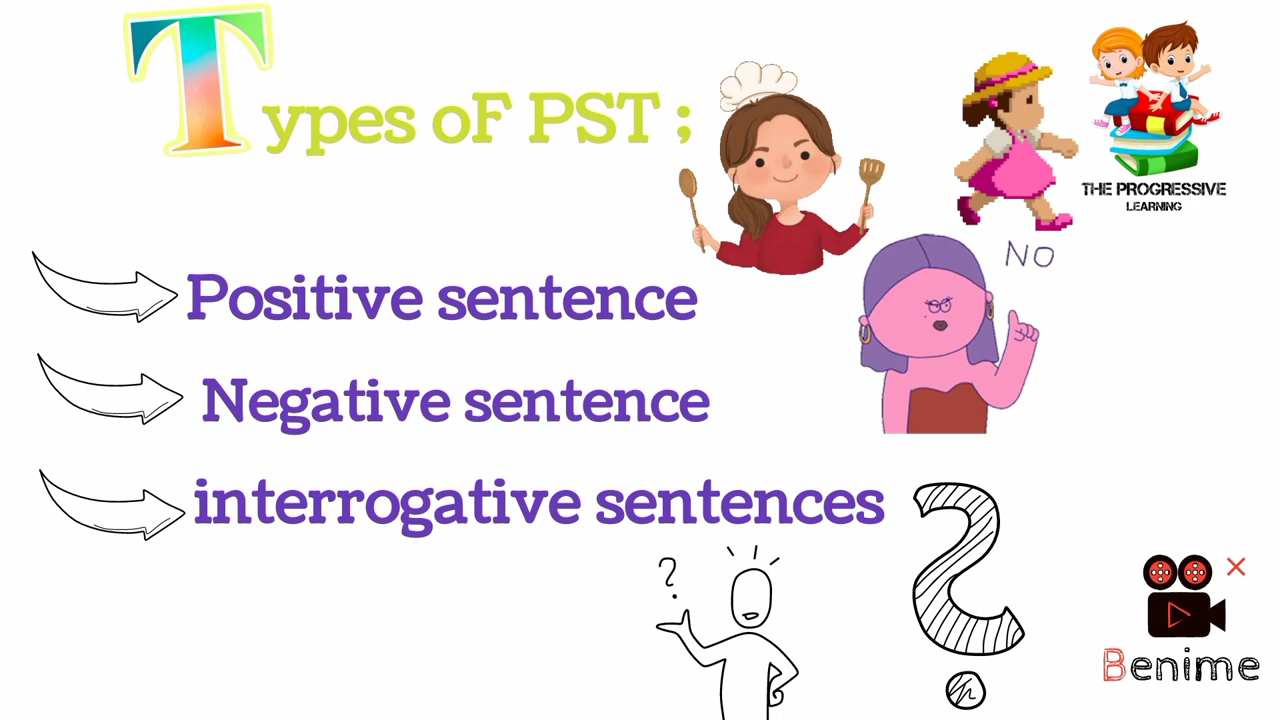 Types oF PST ;
THE PROGRESSIVE
LEARNING
NO
Positive sentence
Negative sentence
interrogative sentences
?
Benime